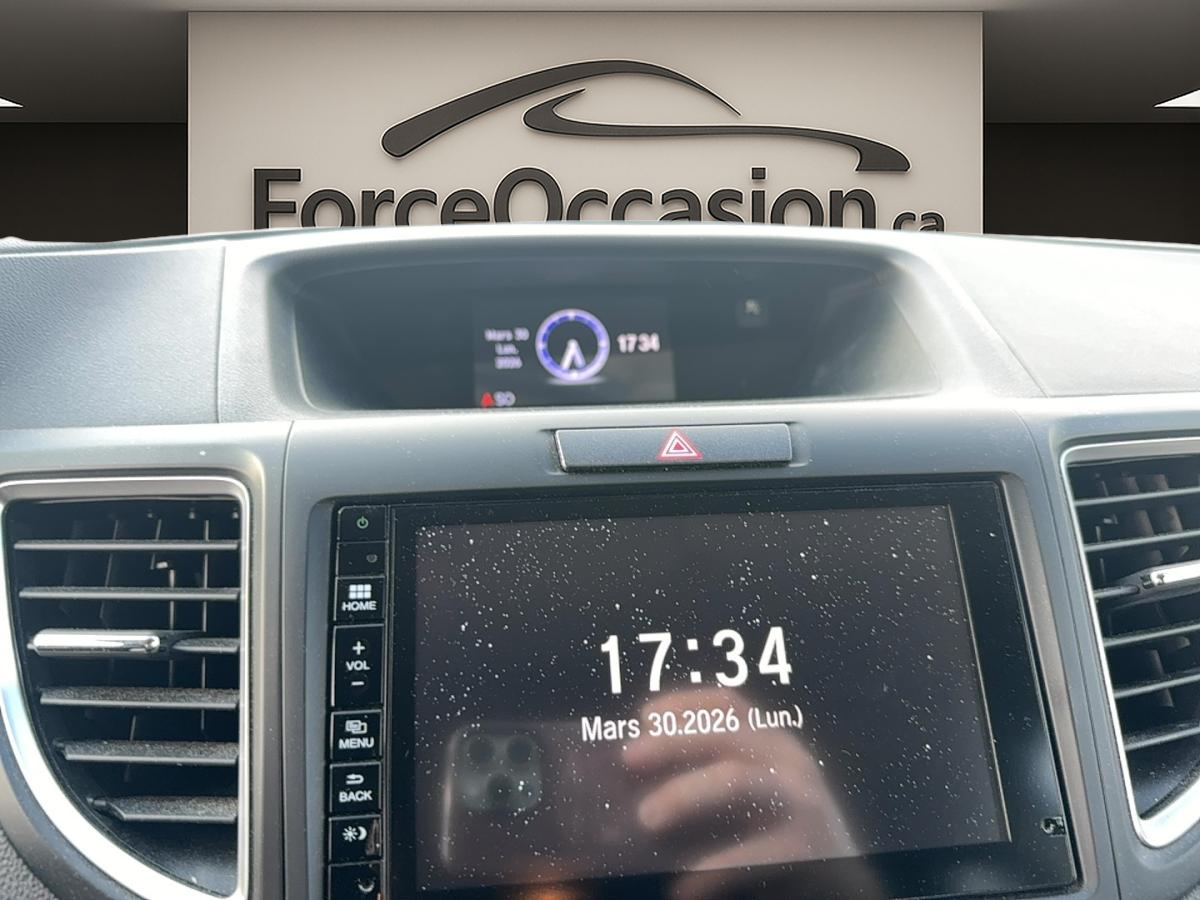 ForceOccasion.ca
Mars 30
Lun.
2026
17:34
HOME
+
VOL
−
MENU
BACK
17:34
Mars 30.2026 (Lun.)